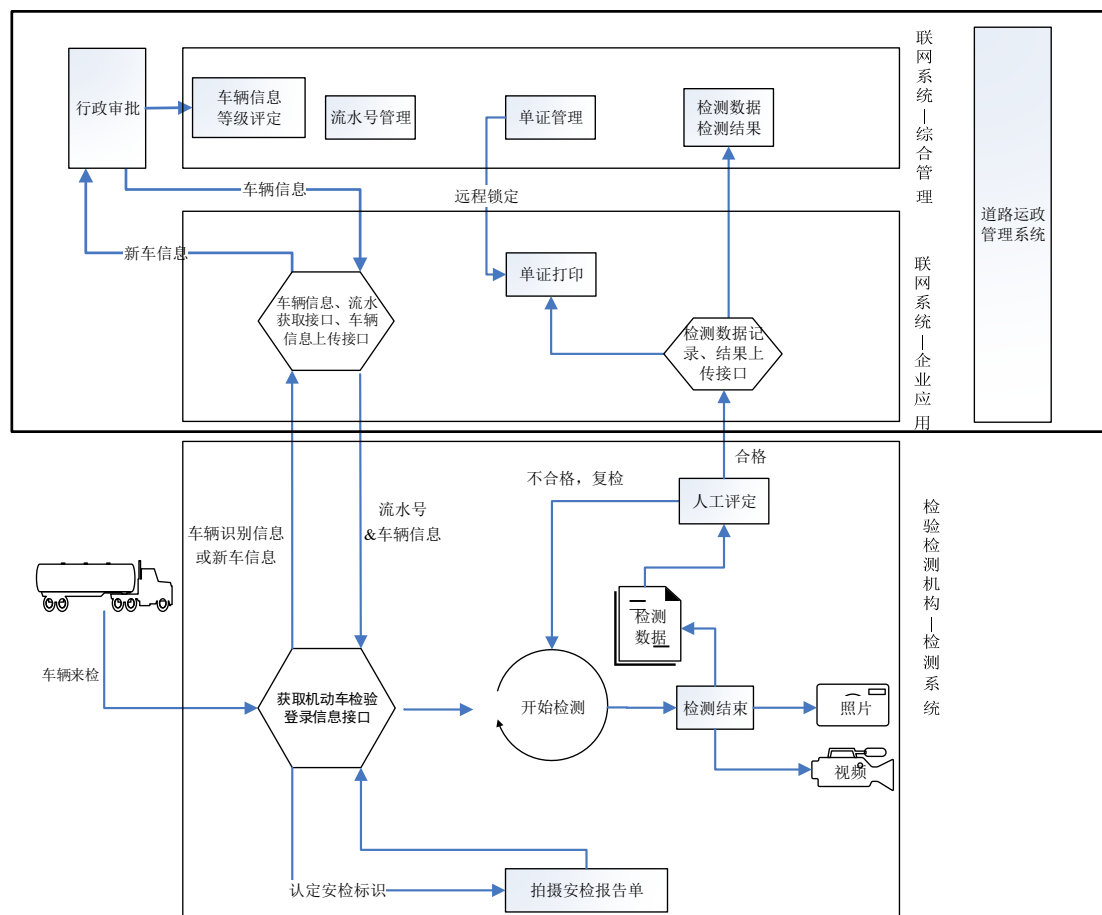 行政审批
车辆信息
等级评定
流水号管理
单证管理
检测数据
检测结果
联网系统—综合管理
道路运政
管理系统
车辆信息
远程锁定
新车信息
单证打印
车辆信息、流水
获取接口、车辆
信息上传接口
检测数据记
录、结果上
传接口
联网系统—企业应用
合格
不合格，复检
人工评定
流水号
&车辆信息
车辆识别信息
或新车信息
检测
数据
检验检测机构—检测系统
车辆来检
获取机动车检验
登录信息接口
开始检测
检测结束
照片
视频
认定安检标识
拍摄安检报告单